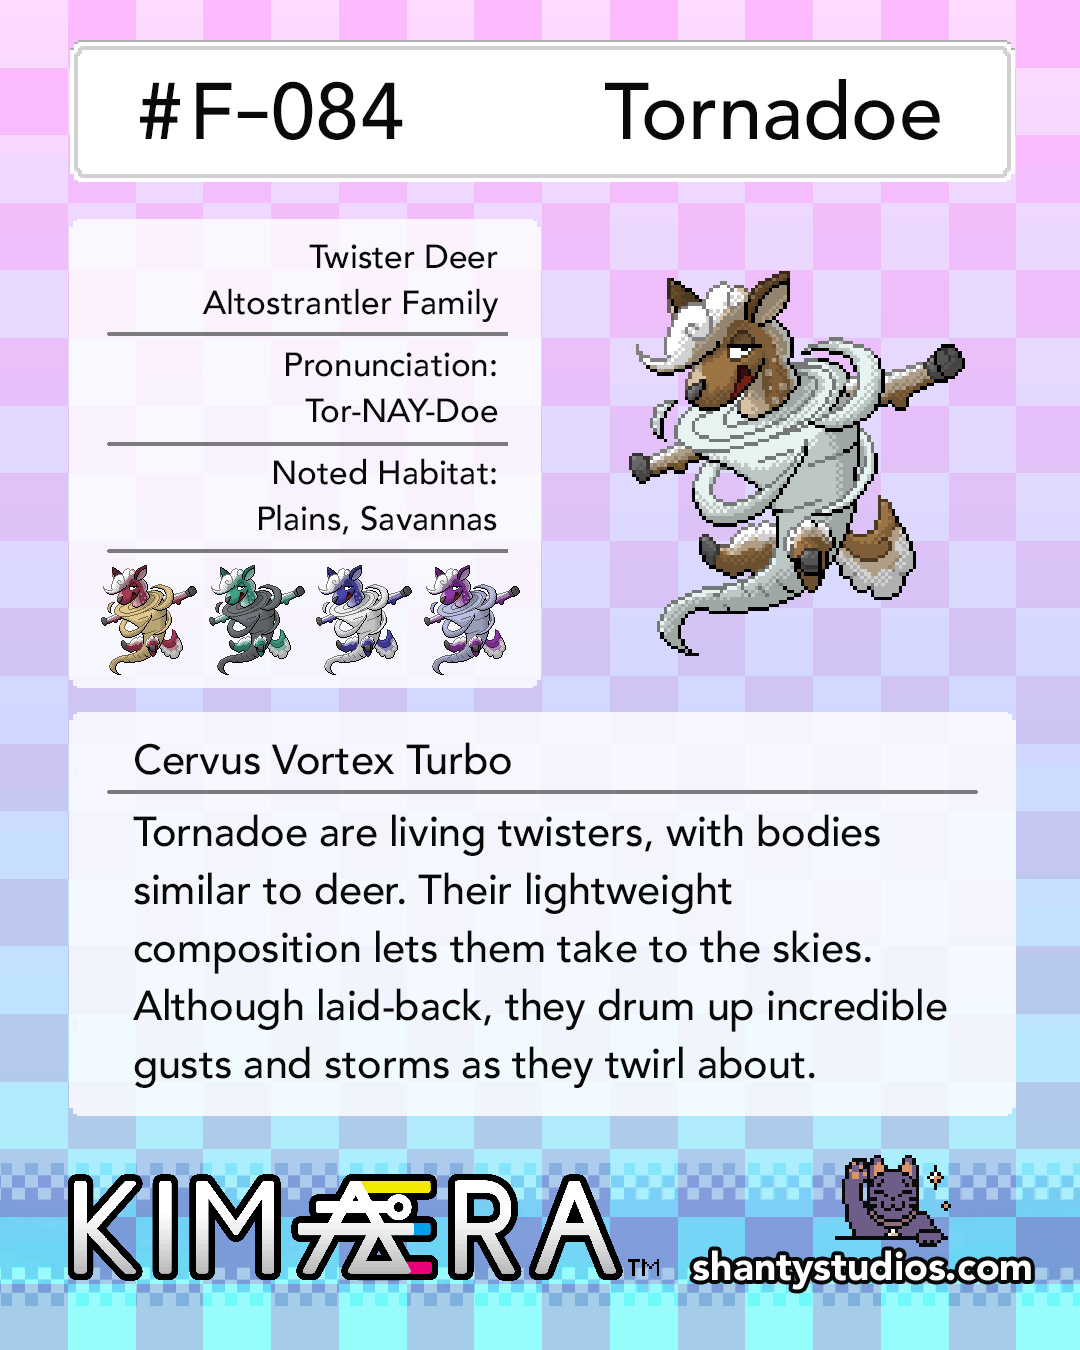 #F-084
Tornadoe
Twister Deer
Altostrantler Family
Pronunciation:
Tor-NAY-Doe
Noted Habitat:
Plains, Savannas
Cervus Vortex Turbo
Tornadoe are living twisters, with bodies
similar to deer. Their lightweight
composition lets them take to the skies.
Although laid-back, they drum up incredible
gusts and storms as they twirl about.
KIMÆRA™
shantystudios.com